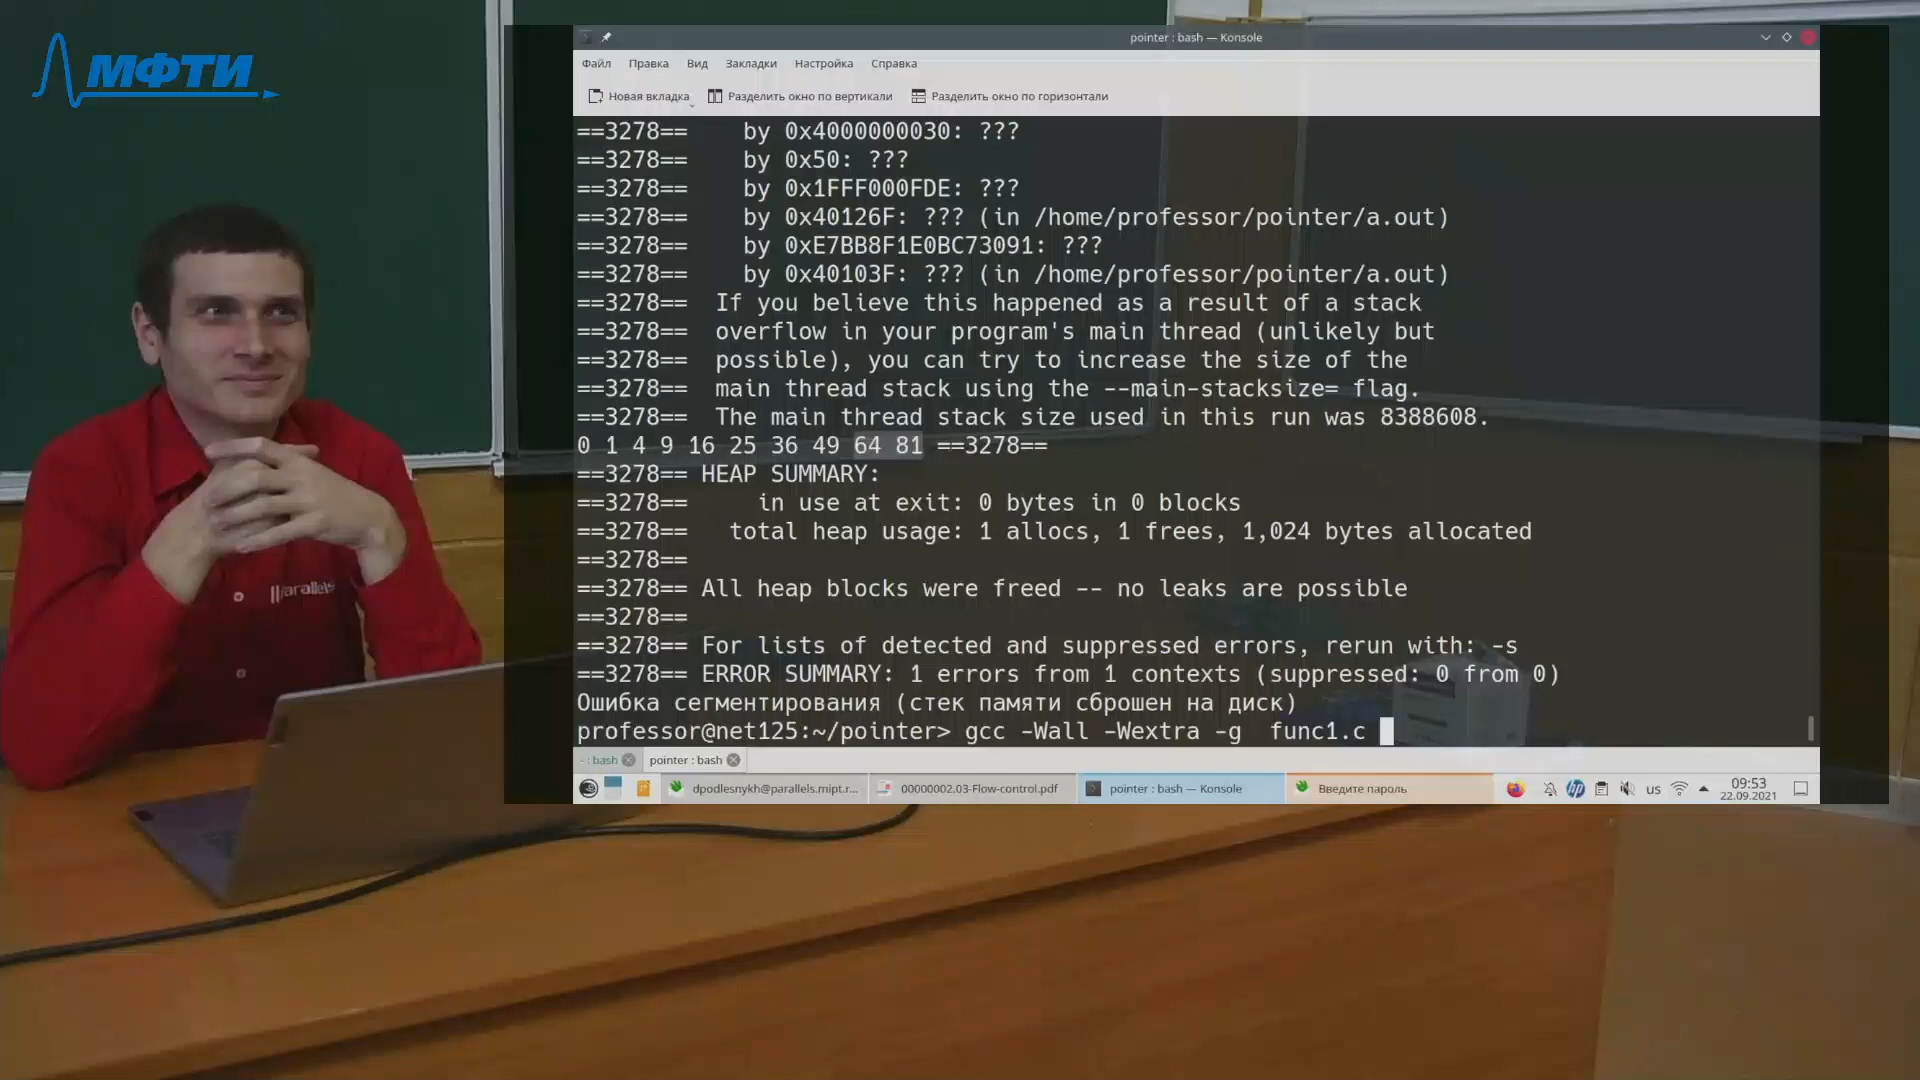 МФТИ
pointer : bash — Konsole
Файл Правка Вид Закладки Настройка Справка
Новая вкладка Разделить окно по вертикали Разделить окно по горизонтали
==3278==    by 0x4000000030: ???
==3278==    by 0x50: ???
==3278==    by 0x1FFF000FDE: ???
==3278==    by 0x40126F: ??? (in /home/professor/pointer/a.out)
==3278==    by 0xE7BB8F1E0BC73091: ???
==3278==    by 0x40103F: ??? (in /home/professor/pointer/a.out)
==3278==  If you believe this happened as a result of a stack
==3278==  overflow in your program's main thread (unlikely but
==3278==  possible), you can try to increase the size of the
==3278==  main thread stack using the --main-stacksize= flag.
==3278==  The main thread stack size used in this run was 8388608.
0 1 4 9 16 25 36 49 64 81 ==3278==
==3278== HEAP SUMMARY:
==3278==     in use at exit: 0 bytes in 0 blocks
==3278==   total heap usage: 1 allocs, 1 frees, 1,024 bytes allocated
==3278==
==3278== All heap blocks were freed -- no leaks are possible
==3278==
==3278== For lists of detected and suppressed errors, rerun with: -s
==3278== ERROR SUMMARY: 1 errors from 1 contexts (suppressed: 0 from 0)
Ошибка сегментирования (стек памяти сброшен на диск)
professor@net125:~/pointer> gcc -Wall -Wextra -g  func1.c
- : bash pointer : bash
dpodlesnykh@parallels.mipt.r... 00000002.03-Flow-control.pdf pointer : bash — Konsole Введите пароль us 09:53
22.09.2021
||arallels